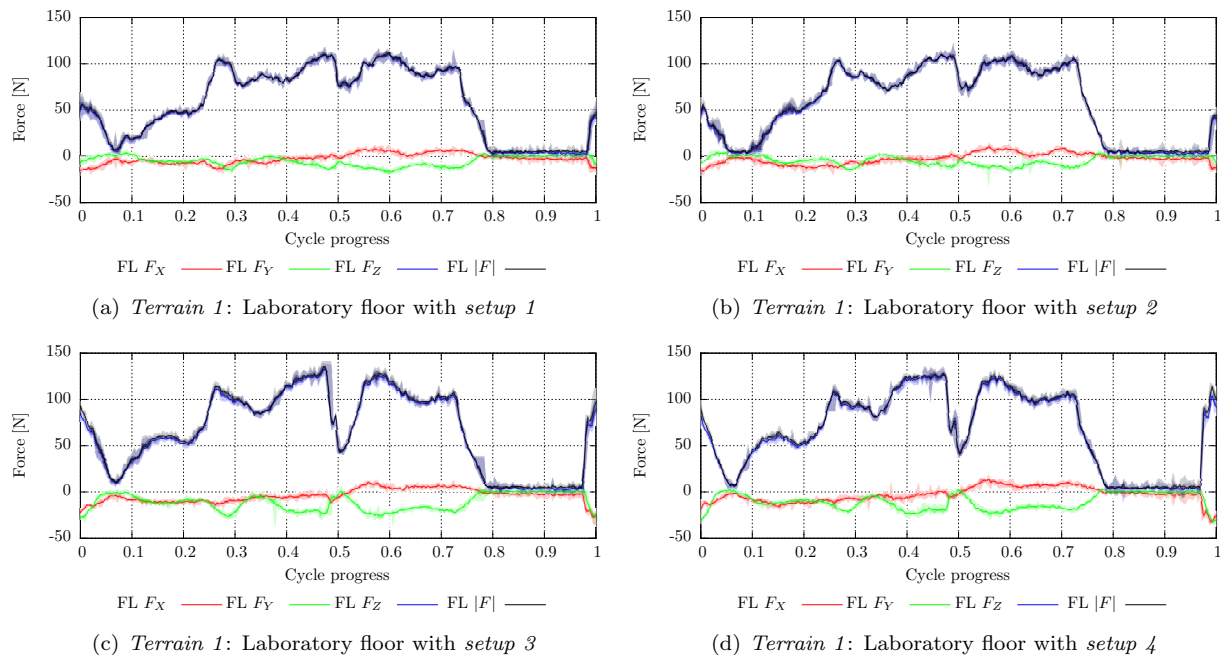 150
100
50
0
-50
Force [N]
0 0.1 0.2 0.3 0.4 0.5 0.6 0.7 0.8 0.9 1
Cycle progress
FL F_X FL F_Y FL F_Z FL |F|
(a) Terrain 1: Laboratory floor with setup 1
150
100
50
0
-50
Force [N]
0 0.1 0.2 0.3 0.4 0.5 0.6 0.7 0.8 0.9 1
Cycle progress
FL F_X FL F_Y FL F_Z FL |F|
(b) Terrain 1: Laboratory floor with setup 2
150
100
50
0
-50
Force [N]
0 0.1 0.2 0.3 0.4 0.5 0.6 0.7 0.8 0.9 1
Cycle progress
FL F_X FL F_Y FL F_Z FL |F|
(c) Terrain 1: Laboratory floor with setup 3
150
100
50
0
-50
Force [N]
0 0.1 0.2 0.3 0.4 0.5 0.6 0.7 0.8 0.9 1
Cycle progress
FL F_X FL F_Y FL F_Z FL |F|
(d) Terrain 1: Laboratory floor with setup 4